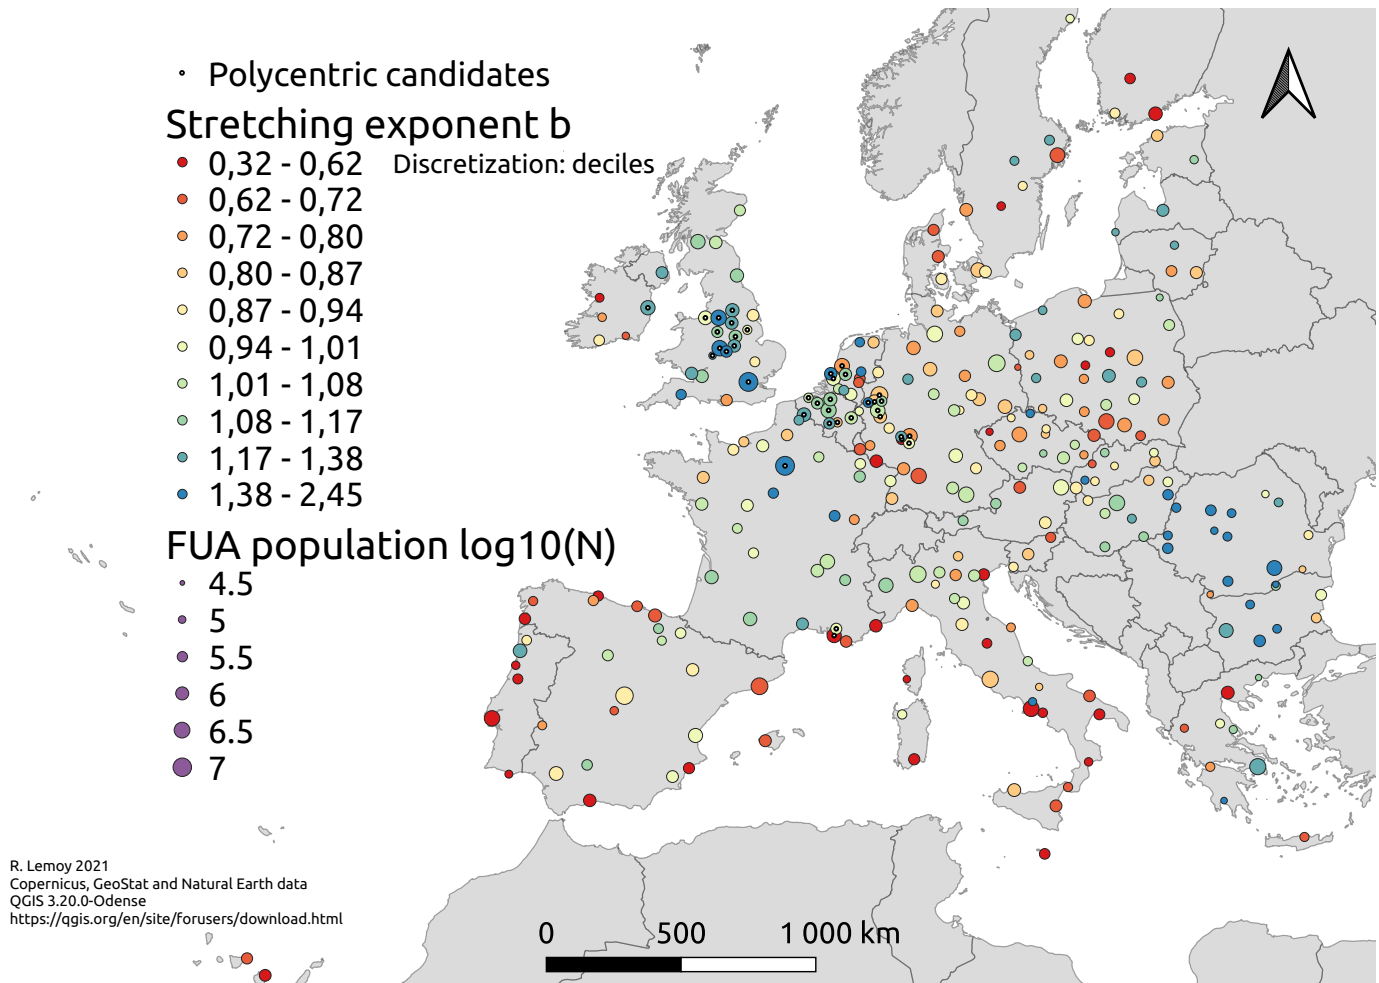 Polycentric candidates
Stretching exponent b
0,32 - 0,62
Discretization: deciles
0,62 - 0,72
0,72 - 0,80
0,80 - 0,87
0,87 - 0,94
0,94 - 1,01
1,01 - 1,08
1,08 - 1,17
1,17 - 1,38
1,38 - 2,45
FUA population log10(N)
4.5
5
5.5
6
6.5
7
R. Lemoy 2021
Copernicus, GeoStat and Natural Earth data
QGIS 3.20.0-Odense
https://qgis.org/en/site/forusers/download.html
0 500 1 000 km